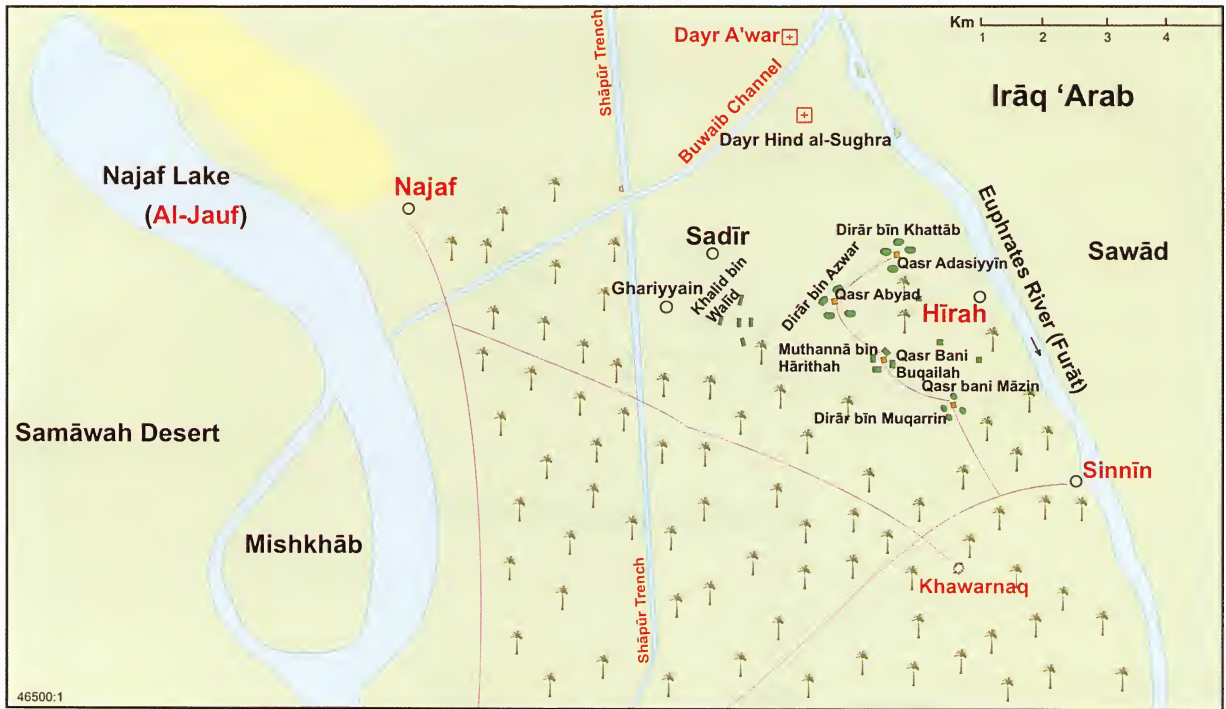 Km
1 2 3 4
Dayr A'war
Shāpūr Trench
Buwaib Channel
Irāq ‘Arab
Dayr Hind al-Sughra
Najaf Lake
(Al-Jauf)
Najaf
Euphrates River (Furāt)
Sadīr
Dirār bīn Khattāb
Qasr Adasiyyīn
Sawād
Ghariyyain
Khalid bin
Walīd
Dirār bin Azwar
Qasr Abyad
Hīrah
Muthannā bin
Hārithah
Qasr Bani
Buqailah
Qasr bani Māzin
Dirār bīn Muqarrin
Samāwah Desert
Sinnīn
Mishkhāb
Khawarnaq
Shāpūr Trench
46500:1